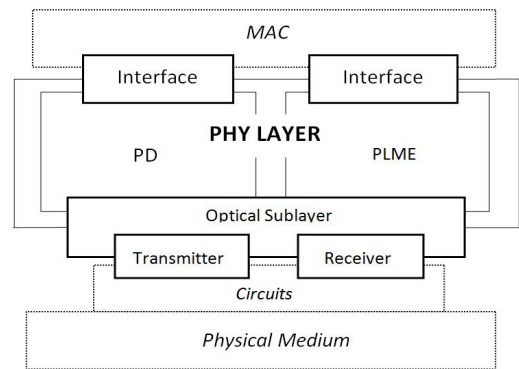 MAC
Interface
Interface
PHY LAYER
PD
PLME
Optical Sublayer
Transmitter
Receiver
Circuits
Physical Medium